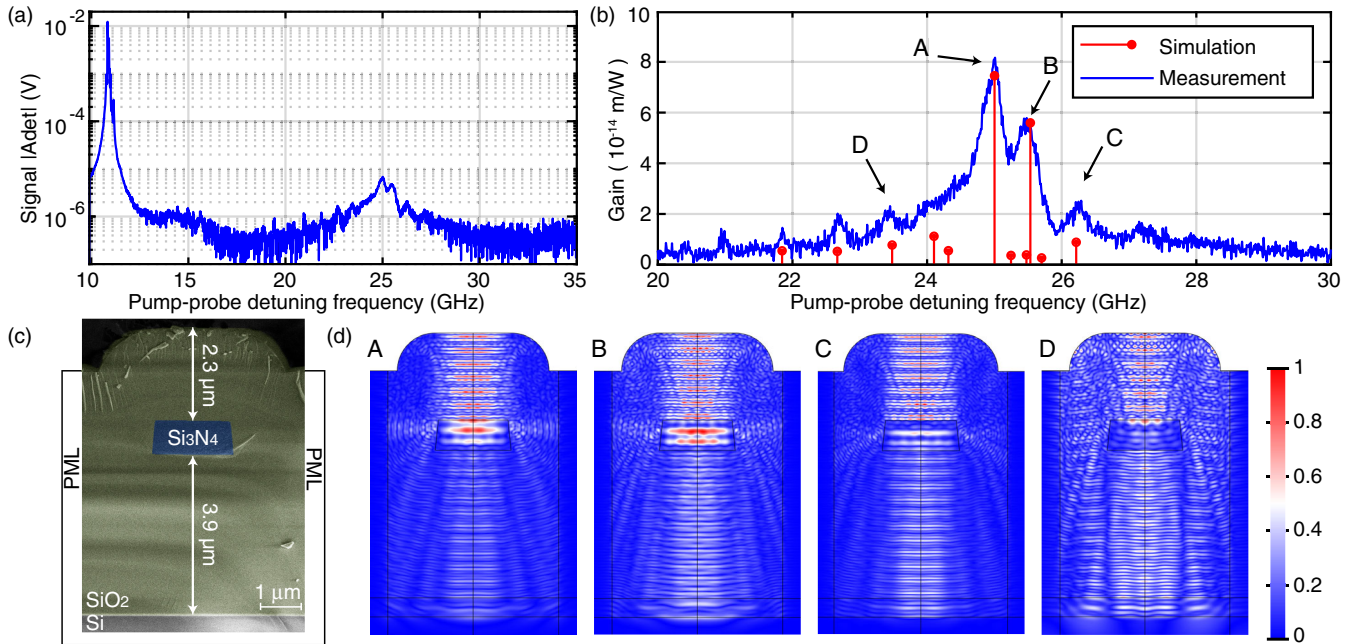 (a)
Signal |Adet| (V)
10⁻²
10⁻⁴
10⁻⁶
10 15 20 25 30 35
Pump-probe detuning frequency (GHz)
(b)
Gain ( 10⁻¹⁴ m/W)
10
8
6
4
2
0
A
B
C
D
Simulation
Measurement
20 22 24 26 28 30
Pump-probe detuning frequency (GHz)
(c)
2.3 μm
Si₃N₄
PML
PML
3.9 μm
SiO₂
1 μm
Si
(d)
A
B
C
D
1
0.8
0.6
0.4
0.2
0